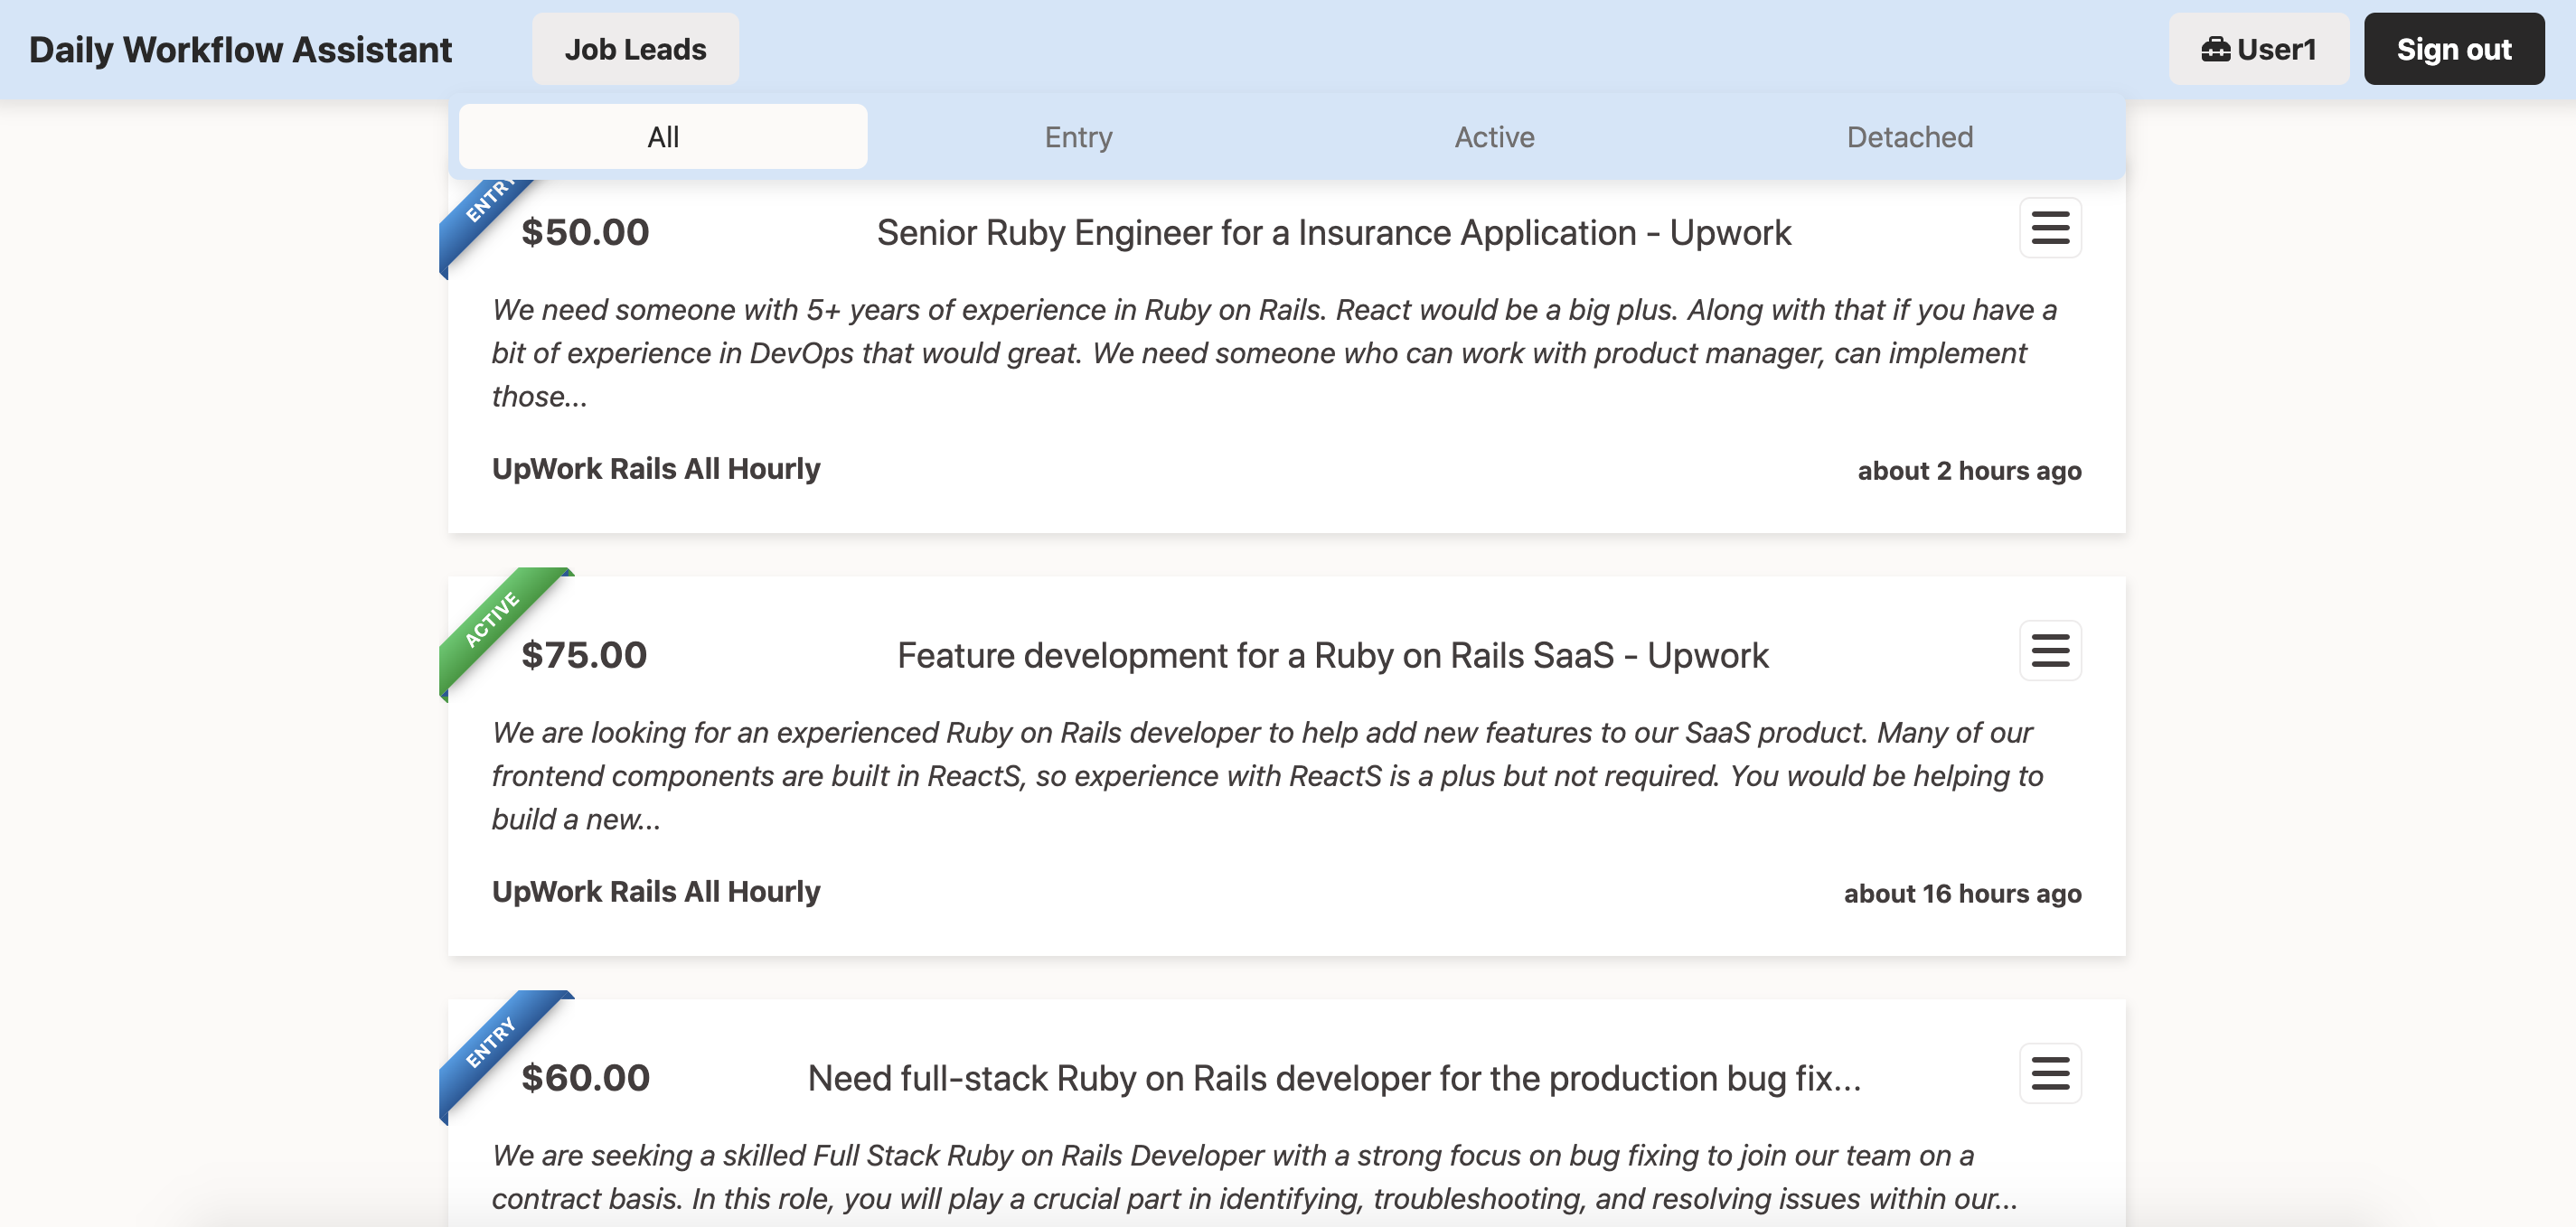 Daily Workflow Assistant
Job Leads
User1
Sign out
All
Entry
Active
Detached
ENTRY
$50.00
Senior Ruby Engineer for a Insurance Application - Upwork
We need someone with 5+ years of experience in Ruby on Rails. React would be a big plus. Along with that if you have a
bit of experience in DevOps that would great. We need someone who can work with product manager, can implement
those...
UpWork Rails All Hourly
about 2 hours ago
ACTIVE
$75.00
Feature development for a Ruby on Rails SaaS - Upwork
We are looking for an experienced Ruby on Rails developer to help add new features to our SaaS product. Many of our
frontend components are built in ReactS, so experience with ReactS is a plus but not required. You would be helping to
build a new...
UpWork Rails All Hourly
about 16 hours ago
ENTRY
$60.00
Need full-stack Ruby on Rails developer for the production bug fix...
We are seeking a skilled Full Stack Ruby on Rails Developer with a strong focus on bug fixing to join our team on a
contract basis. In this role, you will play a crucial part in identifying, troubleshooting, and resolving issues within our...